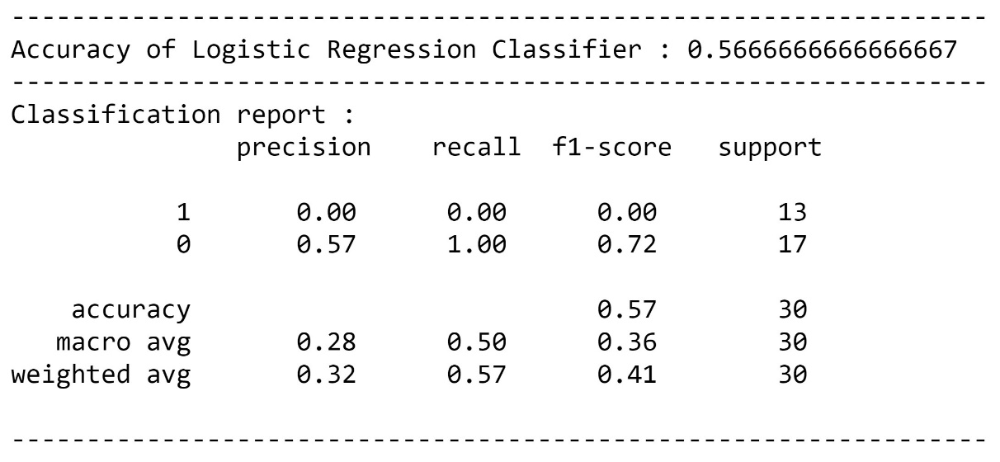 -----------------------------------------------------------------
Accuracy of Logistic Regression Classifier : 0.5666666666666667
-----------------------------------------------------------------
Classification report :
               precision    recall  f1-score   support

           1       0.00      0.00      0.00        13
           0       0.57      1.00      0.72        17

    accuracy                           0.57        30
   macro avg       0.28      0.50      0.36        30
weighted avg       0.32      0.57      0.41        30

-----------------------------------------------------------------